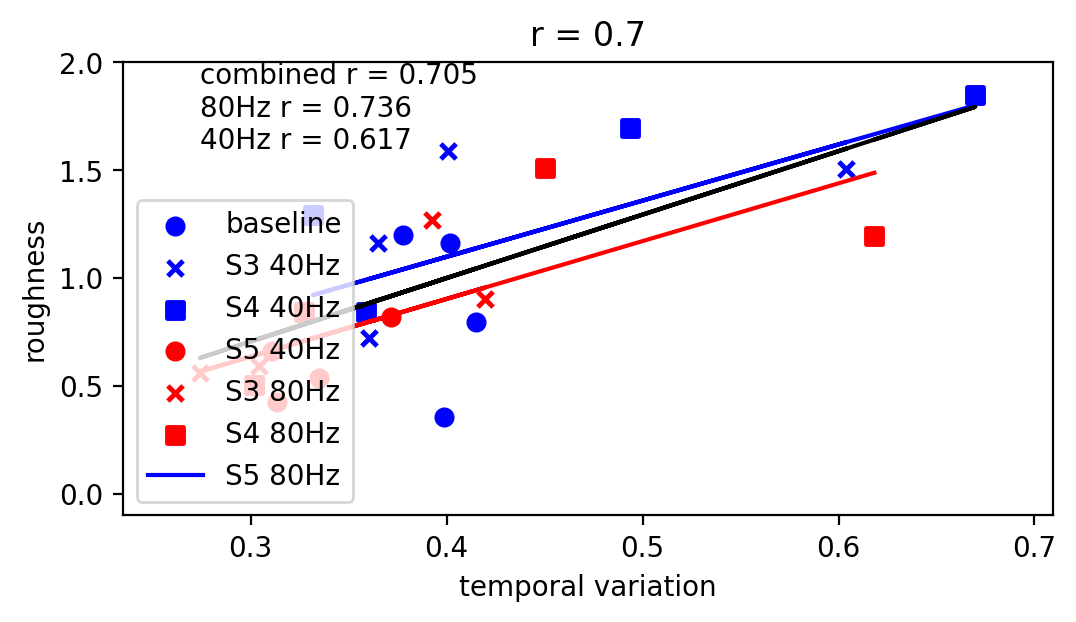 r = 0.7
combined r = 0.705
80Hz r = 0.736
40Hz r = 0.617
2.0
1.5
1.0
0.5
0.0
roughness
baseline
S3 40Hz
S4 40Hz
S5 40Hz
S3 80Hz
S4 80Hz
S5 80Hz
0.3 0.4 0.5 0.6 0.7
temporal variation